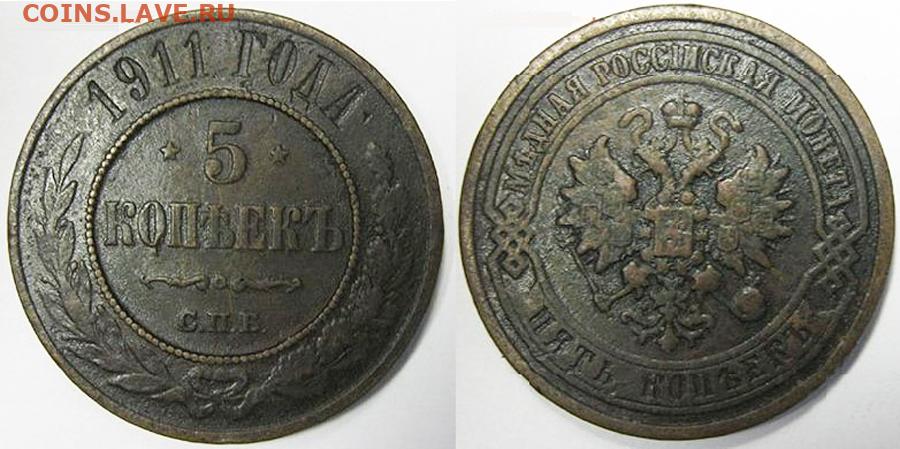 COINS.LAVE.RU
1911 ГОДА
* 5 *
КОПѢЕКЪ
С.П.Б.
МѢДНАЯ РОССІЙСКАЯ МОНЕТА
ПЯТЬ КОПѢЕКЪ